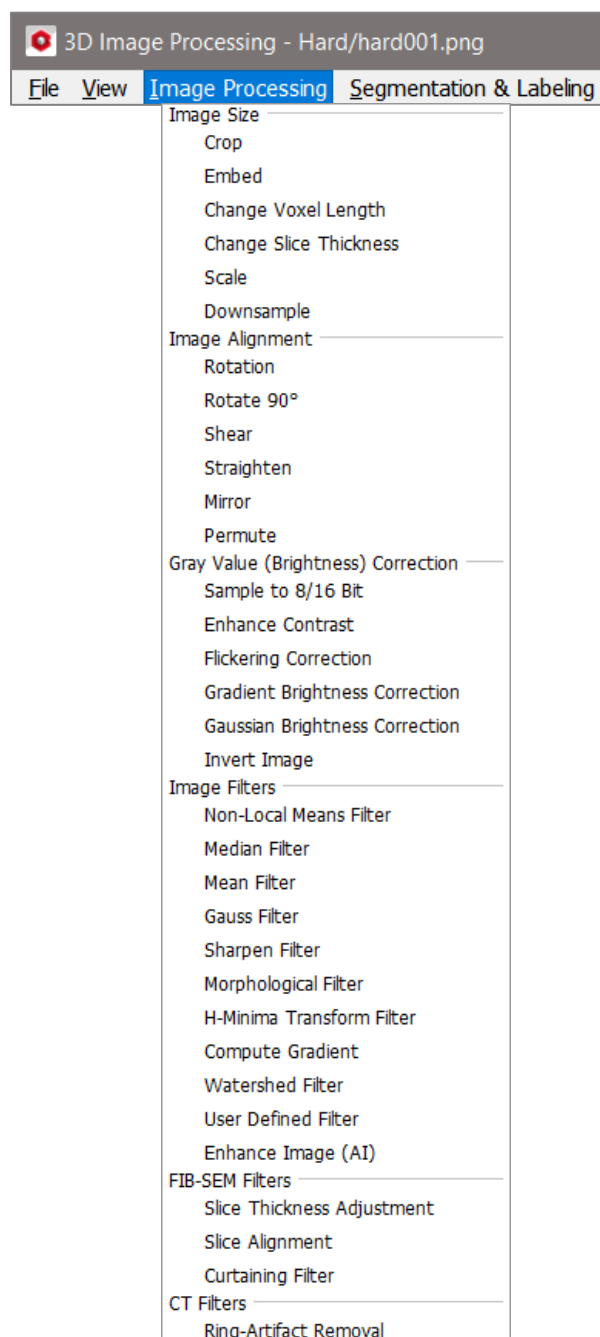 3D Image Processing - Hard/hard001.png
File View Image Processing Segmentation & Labeling
Image Size
Crop
Embed
Change Voxel Length
Change Slice Thickness
Scale
Downsample
Image Alignment
Rotation
Rotate 90°
Shear
Straighten
Mirror
Permute
Gray Value (Brightness) Correction
Sample to 8/16 Bit
Enhance Contrast
Flickering Correction
Gradient Brightness Correction
Gaussian Brightness Correction
Invert Image
Image Filters
Non-Local Means Filter
Median Filter
Mean Filter
Gauss Filter
Sharpen Filter
Morphological Filter
H-Minima Transform Filter
Compute Gradient
Watershed Filter
User Defined Filter
Enhance Image (AI)
FIB-SEM Filters
Slice Thickness Adjustment
Slice Alignment
Curtaining Filter
CT Filters
Ring-Artifact Removal